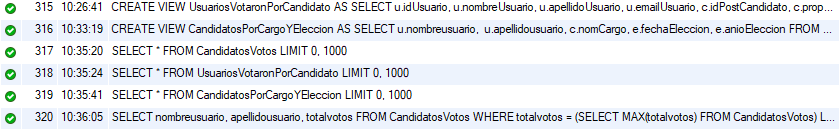 315 10:26:41 CREATE VIEW UsuariosVotaronPorCandidato AS SELECT u.idUsuario, u.nombreUsuario, u.apellidoUsuario, u.emailUsuario, c.idPostCandidato, c.prop...
316 10:33:19 CREATE VIEW CandidatosPorCargoYEleccion AS SELECT u.nombreusuario, u.apellidousuario, c.nomCargo, e.fechaEleccion, e.anioEleccion FROM ...
317 10:35:20 SELECT * FROM CandidatosVotos LIMIT 0, 1000
318 10:35:24 SELECT * FROM UsuariosVotaronPorCandidato LIMIT 0, 1000
319 10:35:41 SELECT * FROM CandidatosPorCargoYEleccion LIMIT 0, 1000
320 10:36:05 SELECT nombreusuario, apellidousuario, totalvotos FROM CandidatosVotos WHERE totalvotos = (SELECT MAX(totalvotos) FROM CandidatosVotos) L...